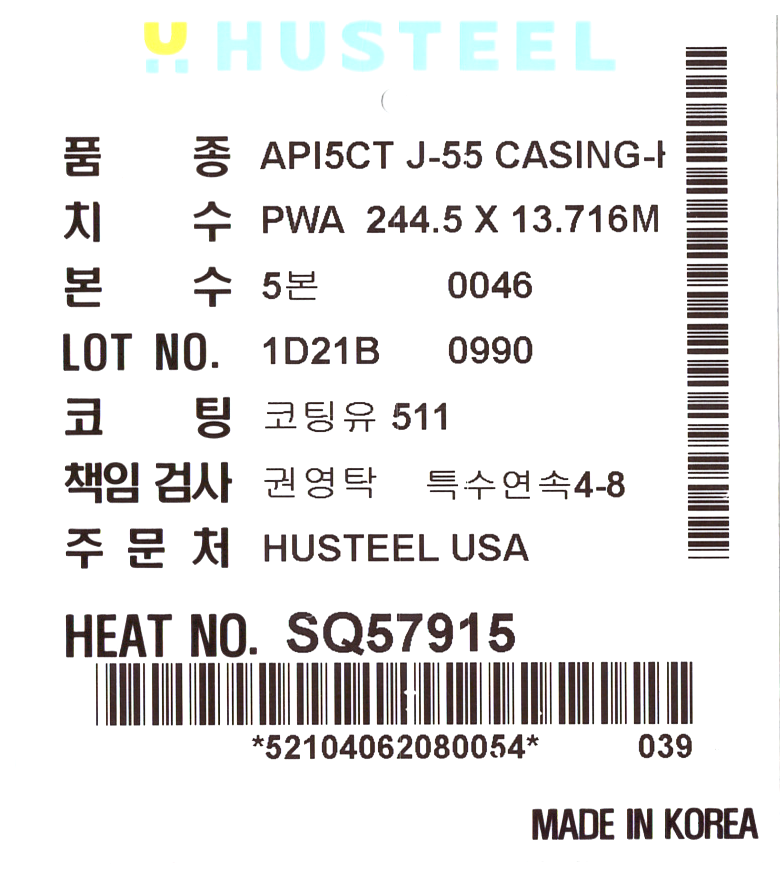 HUSTEEL
품 종 API5CT J-55 CASING-
치 수 PWA 244.5 X 13.716M
본 수 5본 0046
LOT NO. 1D21B 0990
코 팅 코팅유 511
책임 검사 권영탁 특수연속4-8
주 문 처 HUSTEEL USA
HEAT NO. SQ57915
*52104062080054* 039
MADE IN KOREA